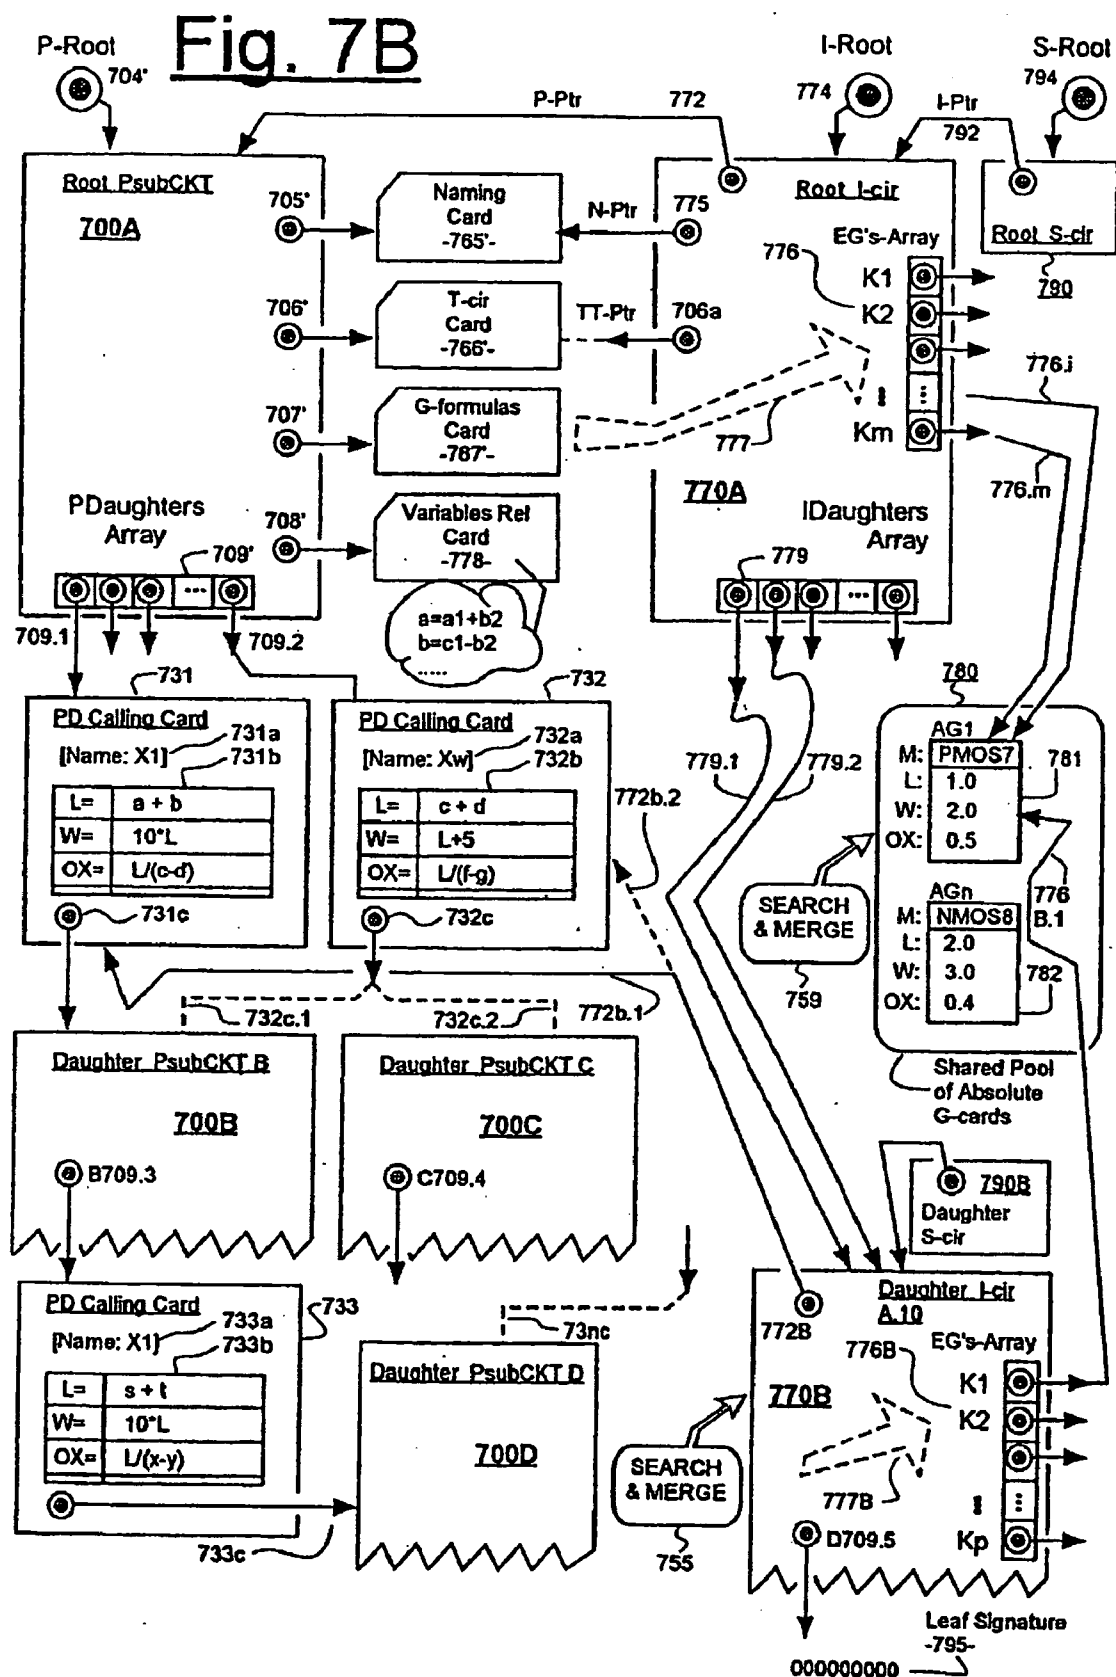 Fig. 7B
P-Root
704'
I-Root
774
S-Root
794
P-Ptr
772
I-Ptr
792
Root PsubCKT
700A
705'
706'
707'
708'
PDaughters
Array
709'
709.1
709.2
Naming
Card
-765'-
T-cir
Card
-766'-
G-formulas
Card
-787'-
Variables Ref
Card
-778-
a=a1+b2
b=c1-b2
.....
N-Ptr
775
TT-Ptr
706a
Root I-cir
EG's-Array
776
K1
K2
Km
777
770A
IDaughters
Array
779
Root S-cir
790
776.i
776.m
731
PD Calling Card
[Name: X1]
731a
731b
L= a + b
W= 10*L
OX= L/(c-d)
731c
732
PD Calling Card
[Name: Xw]
732a
732b
L= c + d
W= L+5
OX= L/(f-g)
732c
772b.2
779.1
779.2
780
AG1
M: PMOS7
L: 1.0
W: 2.0
OX: 0.5
781
776
B.1
AGn
M: NMOS8
L: 2.0
W: 3.0
OX: 0.4
782
SEARCH
& MERGE
759
Shared Pool
of Absolute
G-cards
732c.1
732c.2
772b.1
Daughter PsubCKT B
700B
B709.3
Daughter PsubCKT C
700C
C709.4
790B
Daughter
S-cir
PD Calling Card
[Name: X1]
733
733a
733b
L= s + t
W= 10*L
OX= L/(x-y)
733c
73nc
Daughter PsubCKT D
700D
772B
Daughter I-cir
A.10
EG's-Array
776B
K1
K2
Kp
770B
777B
D709.5
SEARCH
& MERGE
755
Leaf Signature
-795-
000000000